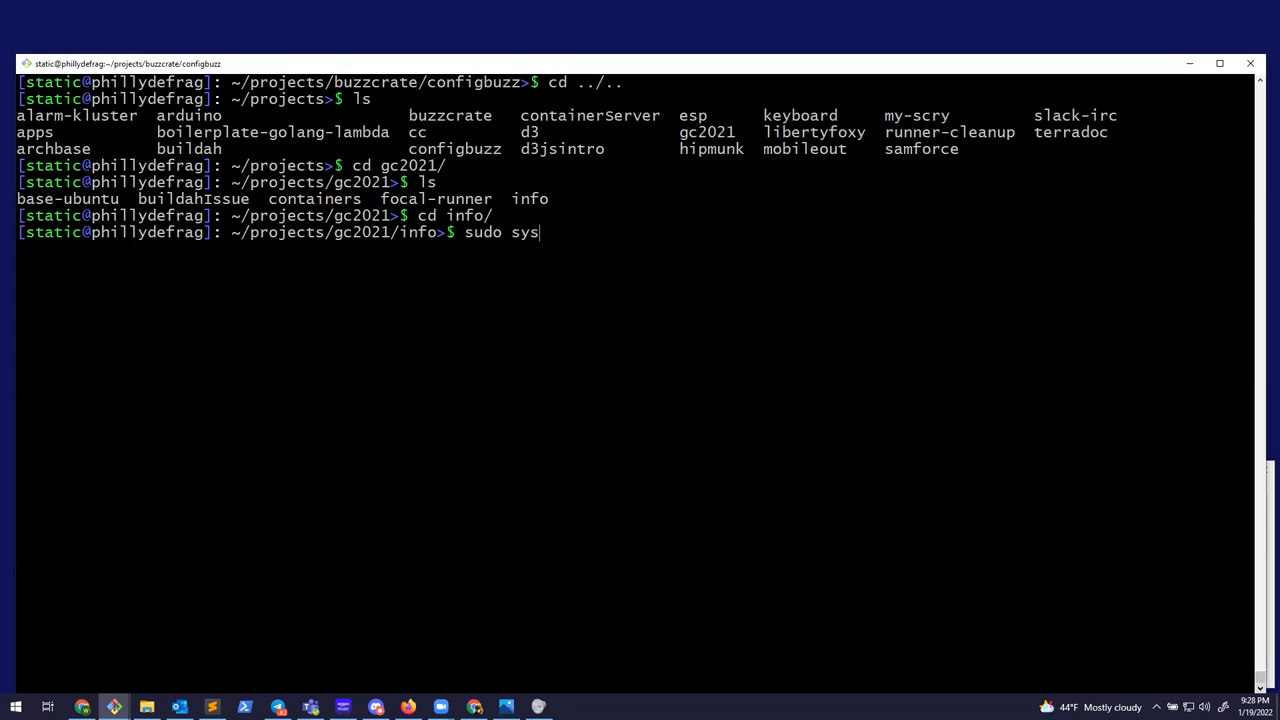 static@phillydefrag:~/projects/buzzcrate/configbuzz
[static@phillydefrag]: ~/projects/buzzcrate/configbuzz>$ cd ../..
[static@phillydefrag]: ~/projects>$ ls
alarm-kluster arduino buzzcrate containerServer esp keyboard my-scry slack-irc
apps boilerplate-golang-lambda cc d3 gc2021 libertyfoxy runner-cleanup terradoc
archbase buildah configbuzz d3jsintro hipmunk mobileout samforce
[static@phillydefrag]: ~/projects>$ cd gc2021/
[static@phillydefrag]: ~/projects/gc2021>$ ls
base-ubuntu buildahIssue containers focal-runner info
[static@phillydefrag]: ~/projects/gc2021>$ cd info/
[static@phillydefrag]: ~/projects/gc2021/info>$ sudo sys
44°F Mostly cloudy
9:28 PM
1/19/2022